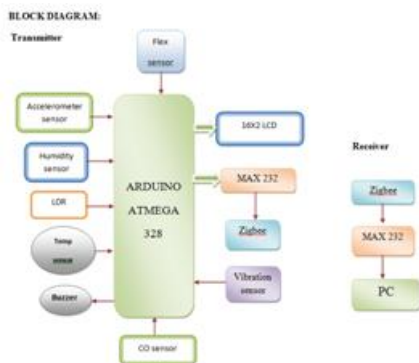 BLOCK DIAGRAM:
Transmitter
Flex
sensor
Accelerometer
sensor
16X2 LCD
Humidity
sensor
Receiver
ARDUINO
ATMEGA
328
MAX 232
Zigbee
LDR
Zigbee
MAX 232
Temp
sensor
Vibration
sensor
PC
Buzzer
CO sensor